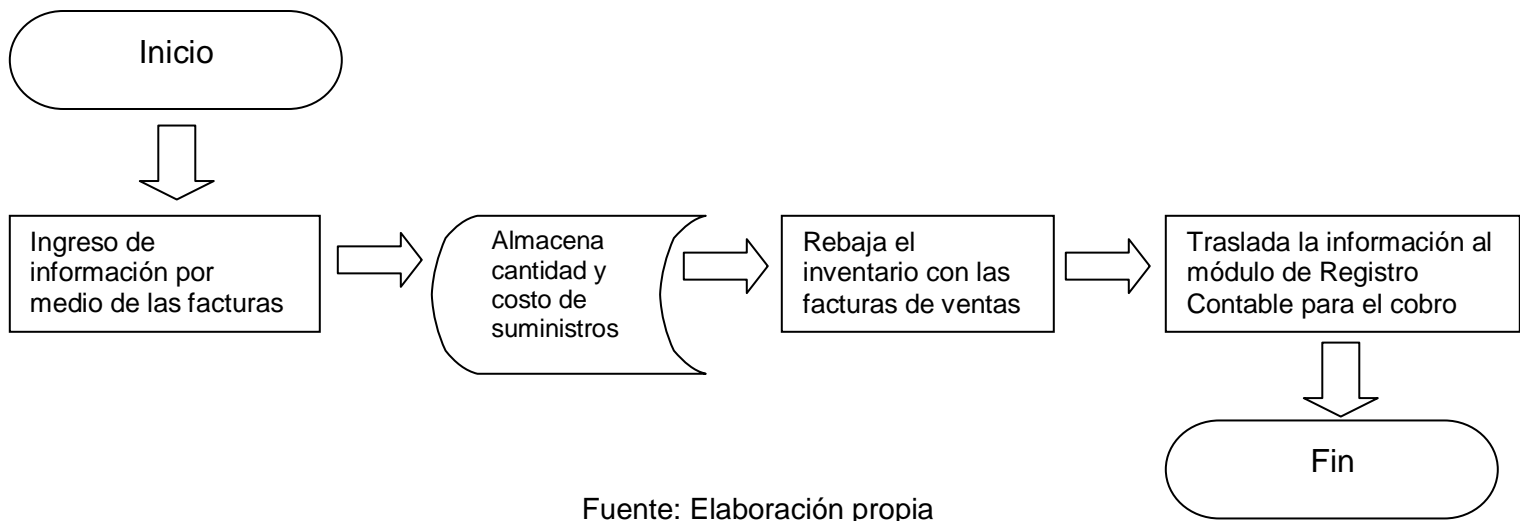 Inicio
Ingreso de
información por
medio de las facturas
Almacena
cantidad y
costo de
suministros
Rebaja el
inventario con las
facturas de ventas
Traslada la información al
módulo de Registro
Contable para el cobro
Fin
Fuente: Elaboración propia